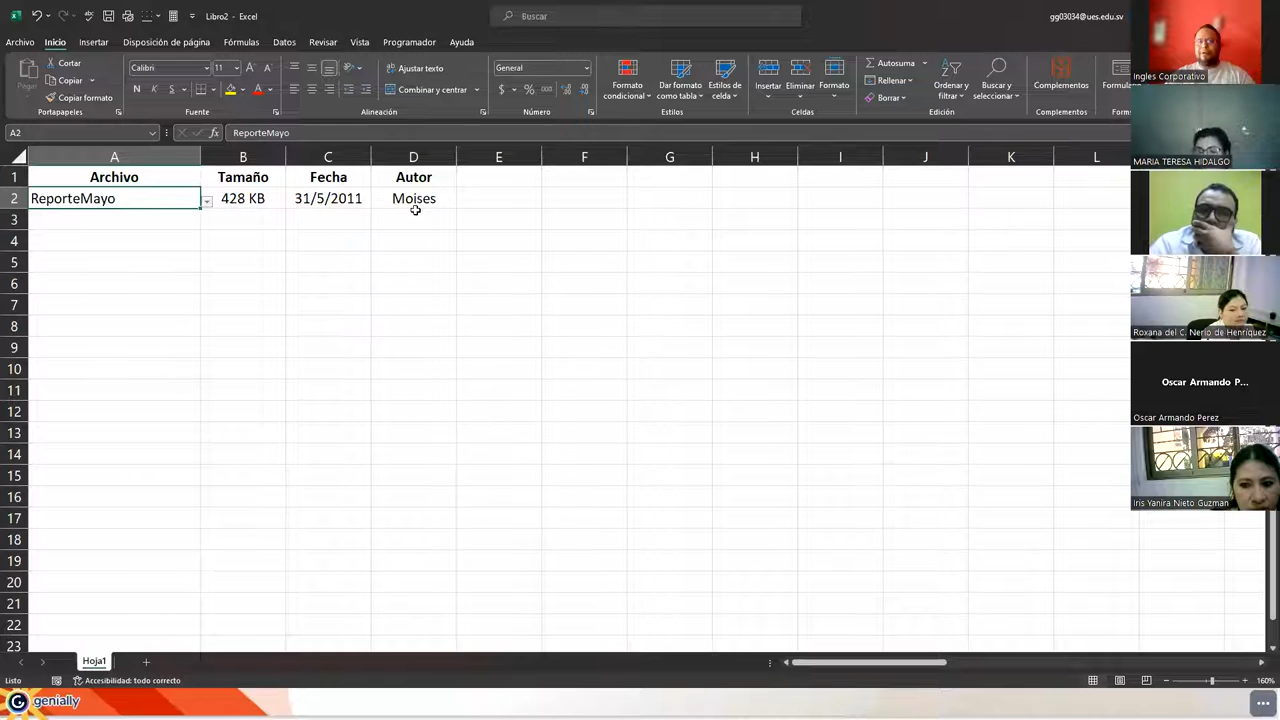 Libro2 - Excel
Buscar
gg03034@ues.edu.sv
Archivo Inicio Insertar Disposición de página Fórmulas Datos Revisar Vista Programador Ayuda
Pegar
Cortar
Copiar
Copiar formato
Portapapeles
Calibri 11
N K S
Fuente
Ajustar texto
Combinar y centrar
Alineación
General
$ % 000
Número
Formato condicional
Dar formato como tabla
Estilos de celda
Estilos
Insertar Eliminar Formato
Celdas
Autosuma
Rellenar
Borrar
Ordenar y filtrar
Buscar y seleccionar
Edición
Complementos
Complementos
A2
fx
ReporteMayo
A B C D E F G H I J K L
1 Archivo Tamaño Fecha Autor
2 ReporteMayo 428 KB 31/5/2011 Moises
3
4
5
6
7
8
9
10
11
12
13
14
15
16
17
18
19
20
21
22
23
Hoja1
Listo
Accesibilidad: todo correcto
160%
genially
Ingles Corporativo
MARIA TERESA HIDALGO
Roxana del C. Nerio de Henriquez
Oscar Armando P...
Oscar Armando Perez
Iris Yanira Nieto Guzman